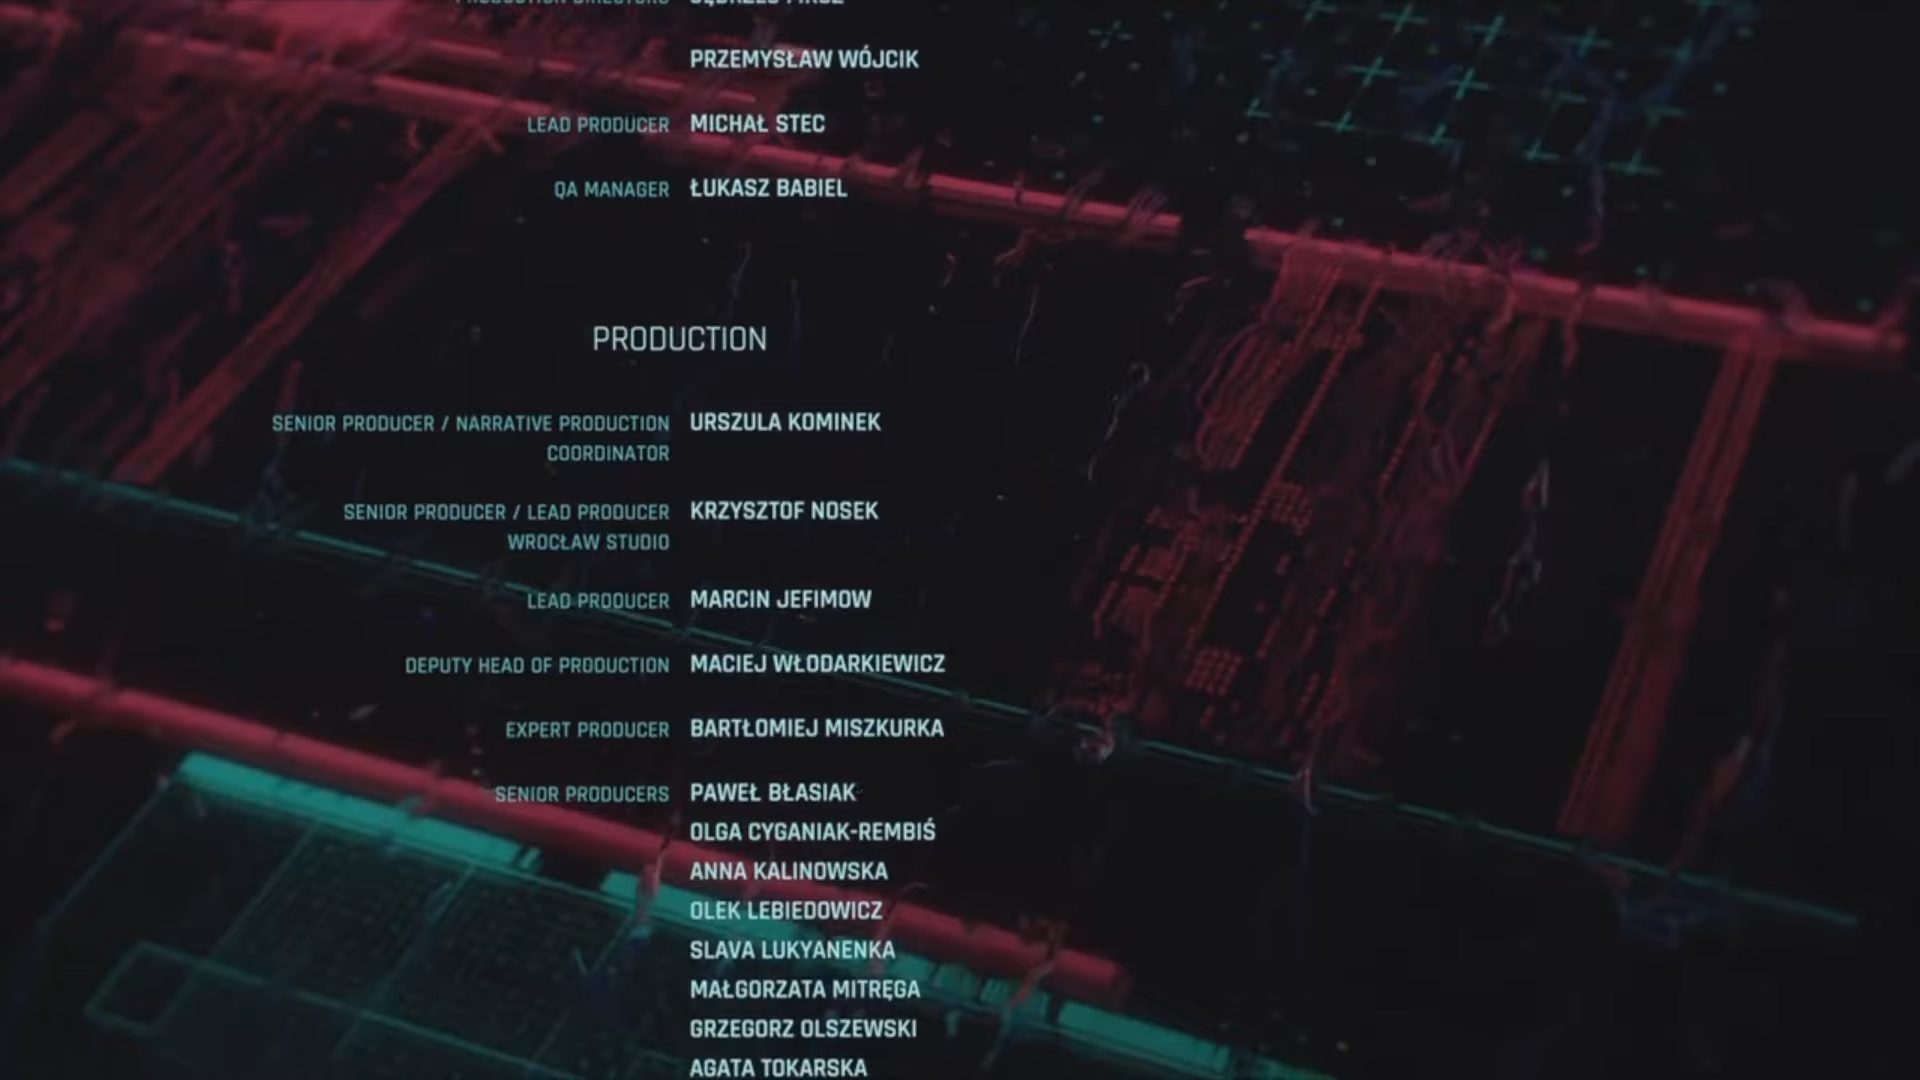 PRZEMYSŁAW WÓJCIK
LEAD PRODUCER MICHAŁ STEC
QA MANAGER ŁUKASZ BABIEL
PRODUCTION
SENIOR PRODUCER / NARRATIVE PRODUCTION URSZULA KOMINEK
COORDINATOR
SENIOR PRODUCER / LEAD PRODUCER KRZYSZTOF NOSEK
WROCŁAW STUDIO
LEAD PRODUCER MARCIN JEFIMOW
DEPUTY HEAD OF PRODUCTION MACIEJ WŁODARKIEWICZ
EXPERT PRODUCER BARTŁOMIEJ MISZKURKA
SENIOR PRODUCERS PAWEŁ BŁASIAK
OLGA CYGANIAK-REMBIŚ
ANNA KALINOWSKA
OLEK LEBIEDOWICZ
SLAVA LUKYANENKA
MAŁGORZATA MITRĘGA
GRZEGORZ OLSZEWSKI
AGATA TOKARSKA